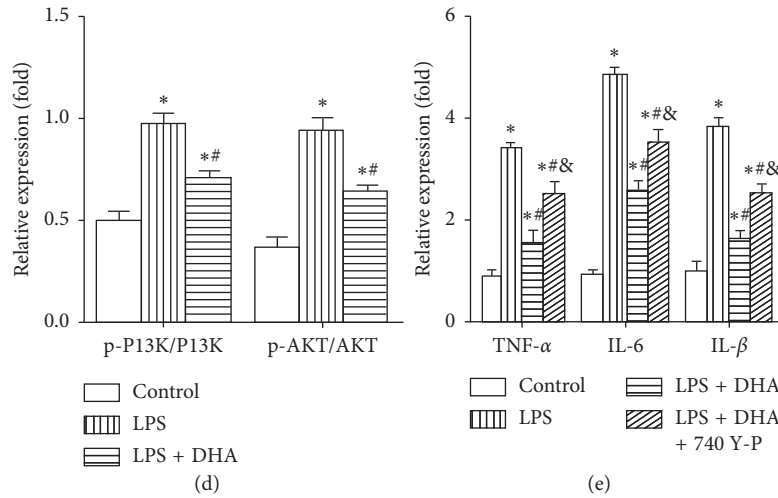 Relative expression (fold)
1.5
1.0
0.5
0.0
*
*#
*
*#
p-P13K/P13K
p-AKT/AKT
Control
LPS
LPS + DHA
(d)
Relative expression (fold)
6
4
2
0
*
*#
*#&
*
*#
*#&
*
*#
*#&
TNF-α
IL-6
IL-β
Control
LPS
LPS + DHA
LPS + DHA
+ 740 Y-P
(e)